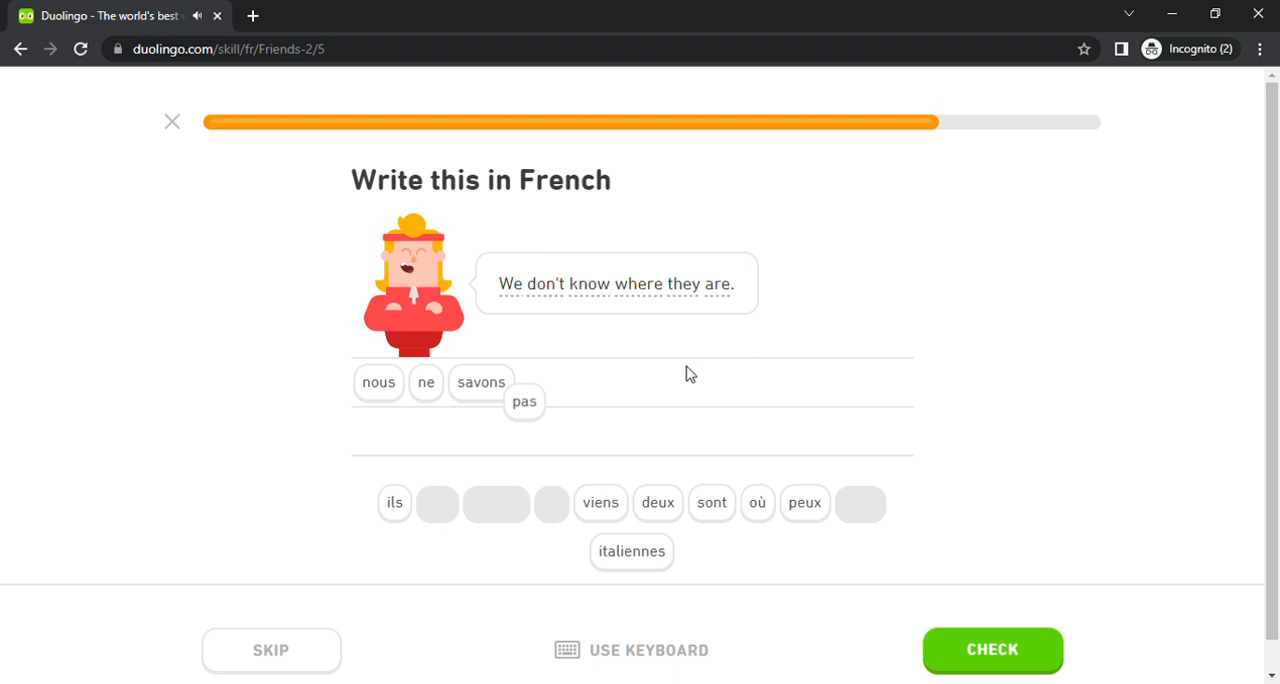 Duolingo - The world's best
duolingo.com/skill/fr/Friends-2/5
Incognito (2)
Write this in French
We don't know where they are.
nous ne savons pas
ils viens deux sont où peux
italiennes
SKIP USE KEYBOARD CHECK